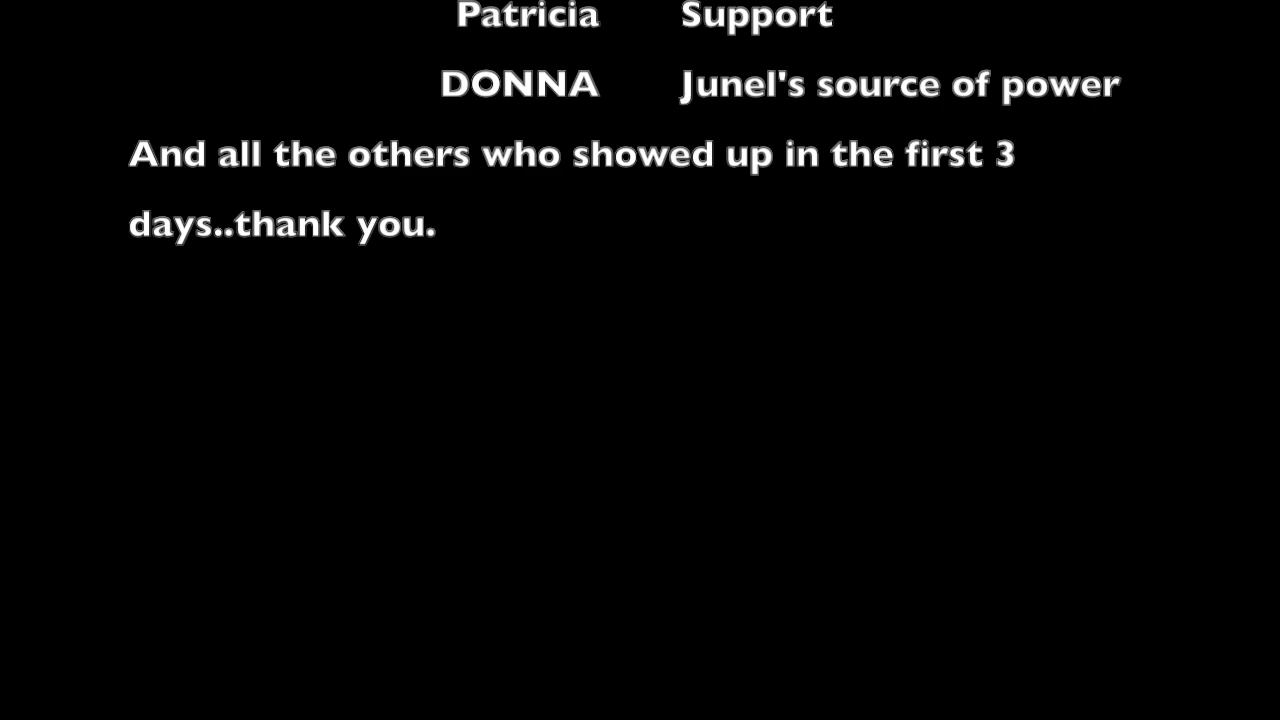 Patricia Support
DONNA Junel's source of power
And all the others who showed up in the first 3
days..thank you.